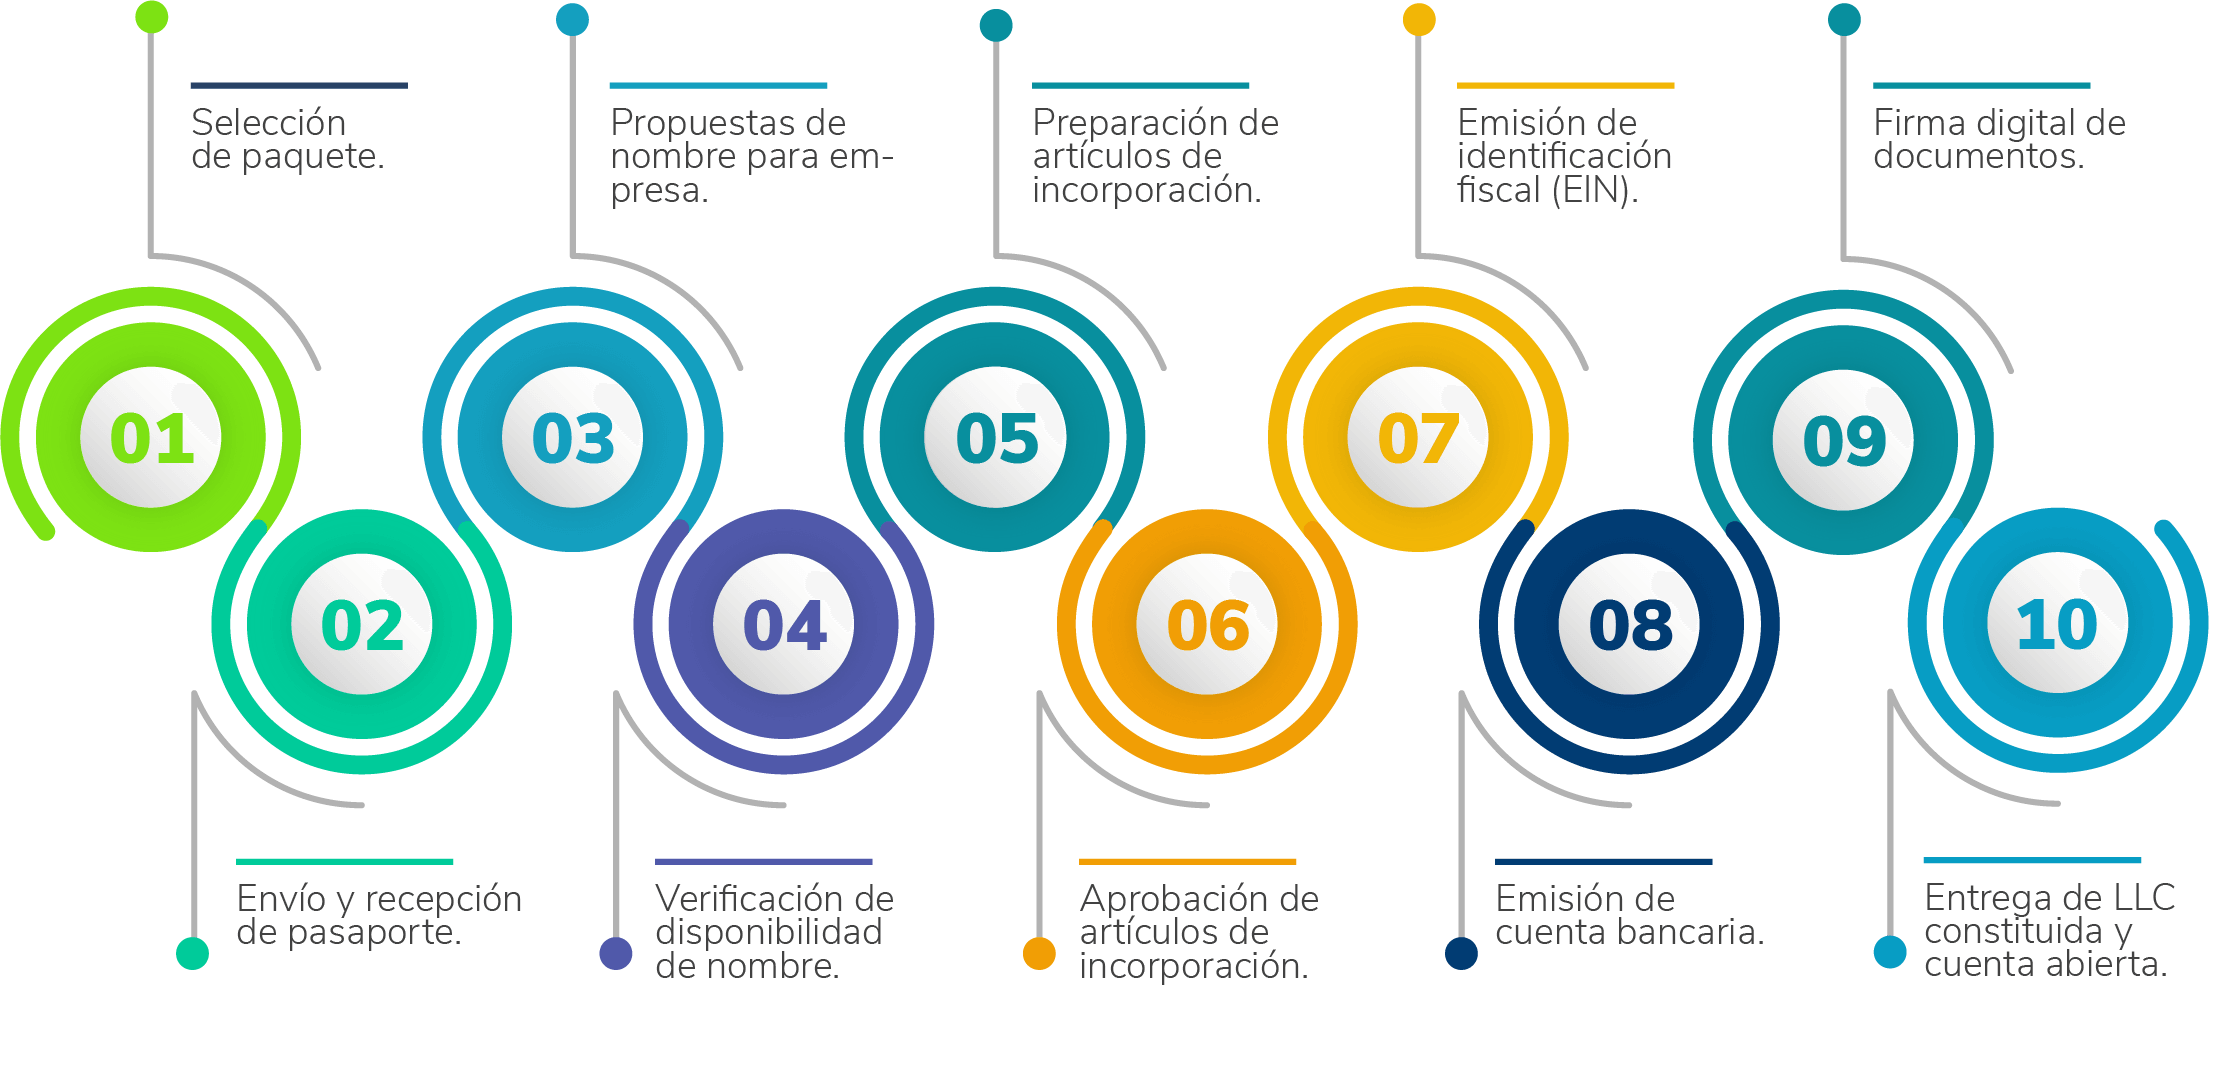 Selección
de paquete.
Propuestas de
nombre para em-
presa.
Preparación de
artículos de
incorporación.
Emisión de
identificación
fiscal (EIN).
Firma digital de
documentos.
01
03
05
07
09
02
04
06
08
10
Envío y recepción
de pasaporte.
Verificación de
disponibilidad
de nombre.
Aprobación de
artículos de
incorporación.
Emisión de
cuenta bancaria.
Entrega de LLC
constituida y
cuenta abierta.